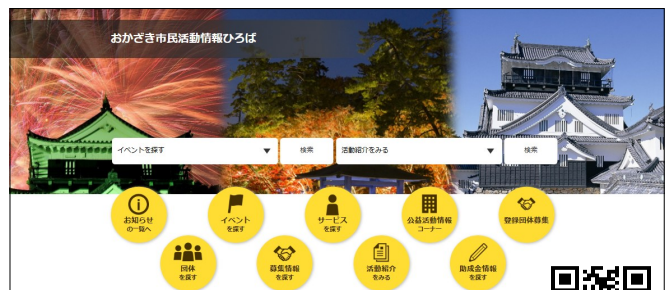 おかざき市民活動情報ひろば
イベントを探す ▼ 検索 活動紹介をみる ▼ 検索
お知らせ
の一覧へ
イベント
を探す
サービス
を探す
公益活動情報
コーナー
登録団体募集
団体
を探す
募集情報
を探す
活動紹介
をみる
助成金情報
を探す